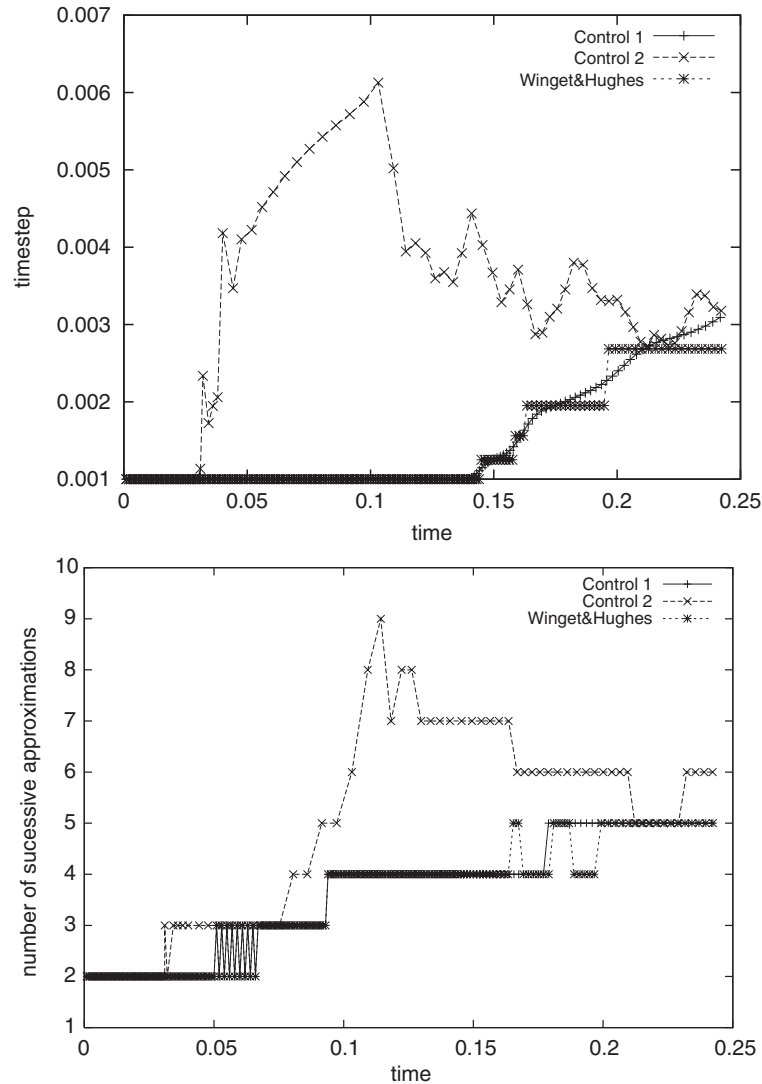 0.007
0.006
0.005
0.004
0.003
0.002
0.001
timestep
Control 1
Control 2
Winget&Hughes
0 0.05 0.1 0.15 0.2 0.25
time
10
9
8
7
6
5
4
3
2
1
number of sucessive approximations
Control 1
Control 2
Winget&Hughes
0 0.05 0.1 0.15 0.2 0.25
time